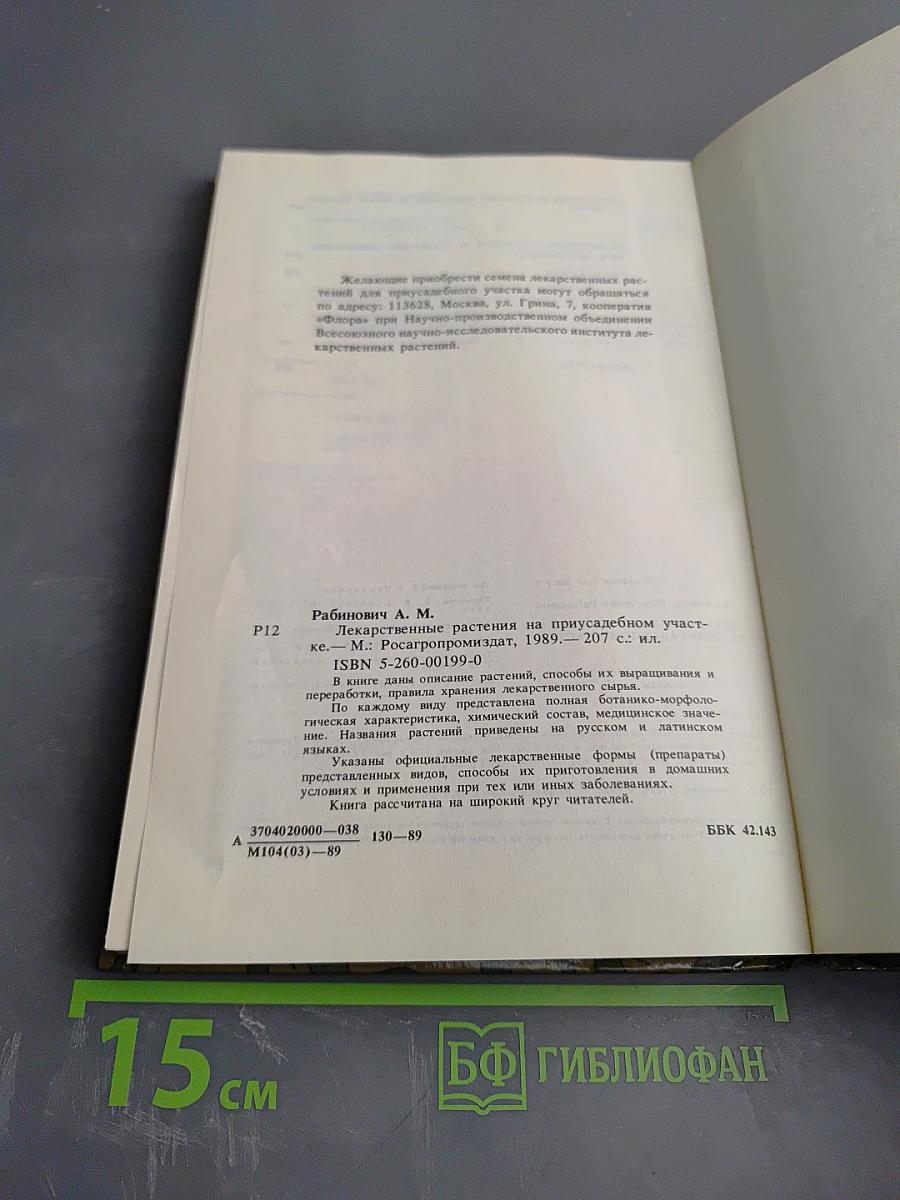 Желающие приобрести семена лекарственных рас-
тений для приусадебного участка могут обращаться
по адресу: 113628, Москва, ул. Грина, 7, кооператив
«Флора» при Научно-производственном объединении
Всесоюзного научно-исследовательского института ле-
карственных растений.
Рабинович А. М.
Р12 Лекарственные растения на приусадебном участ-
ке.— М.: Росагропромиздат, 1989.— 207 с.: ил.
ISBN 5-260-00199-0
В книге даны описание растений, способы их выращивания и
переработки, правила хранения лекарственного сырья.
По каждому виду представлена полная ботанико-морфоло-
гическая характеристика, химический состав, медицинское значе-
ние. Названия растений приведены на русском и латинском
языках.
Указаны официальные лекарственные формы (препараты)
представленных видов, способы их приготовления в домашних
условиях и применения при тех или иных заболеваниях.
Книга рассчитана на широкий круг читателей.
А 3704020000—038 130—89 ББК 42.143
М104(03)—89
15 см БФ ГИБЛИОФАН